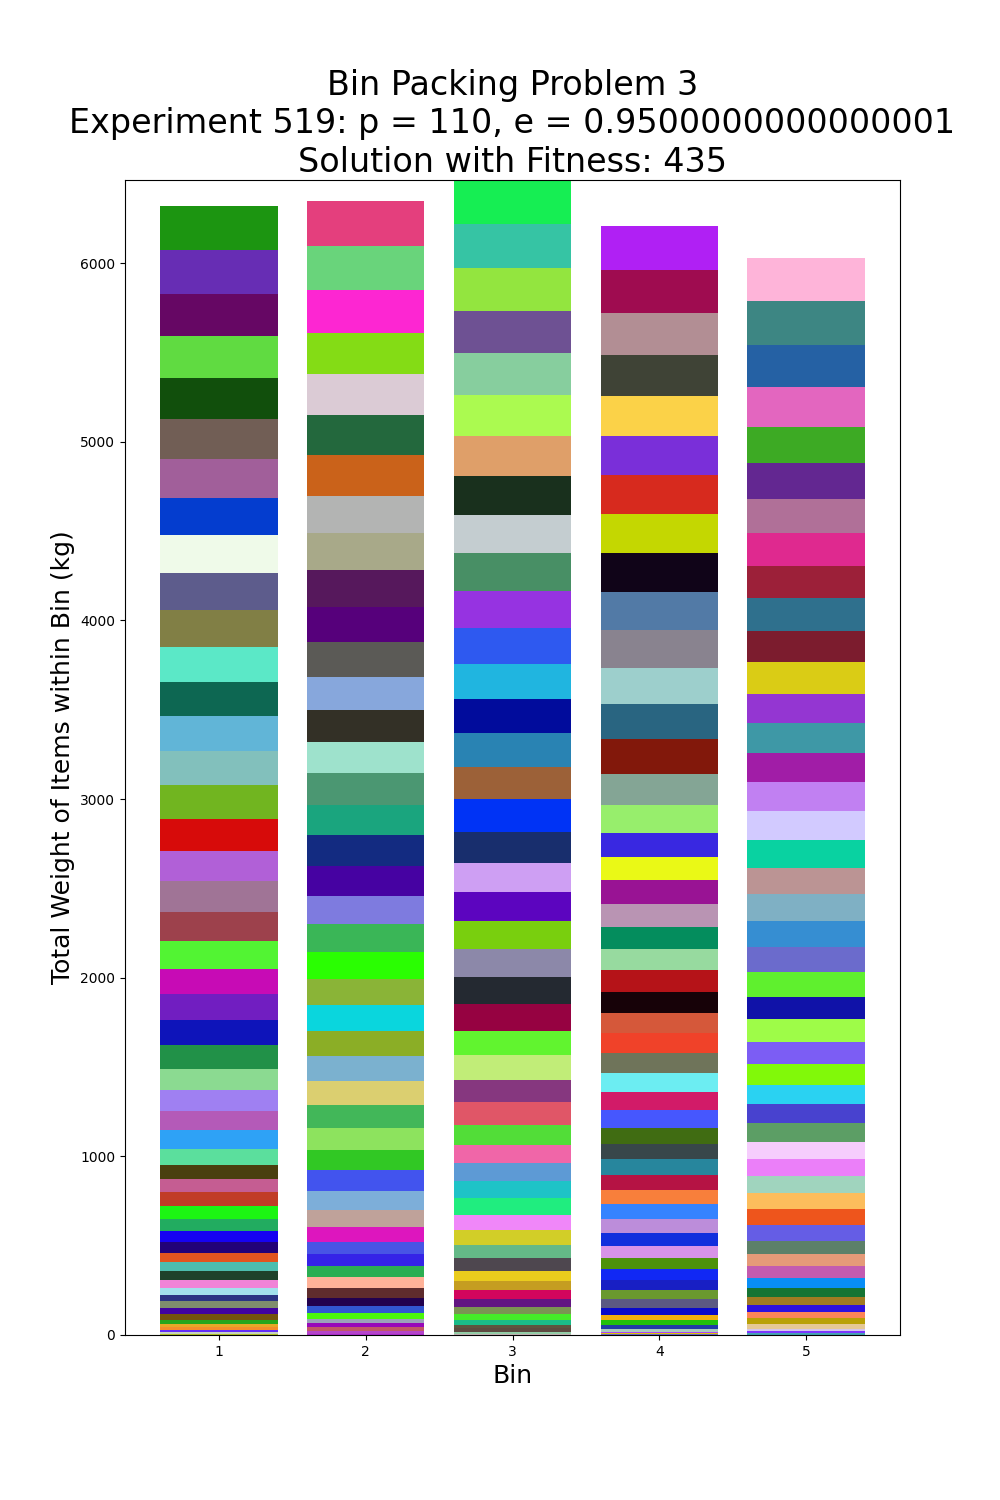 Bin Packing Problem 3
Experiment 519: p = 110, e = 0.9500000000000001
Solution with Fitness: 435
6000
5000
4000
3000
2000
1000
0
Total Weight of Items within Bin (kg)
1 2 3 4 5
Bin